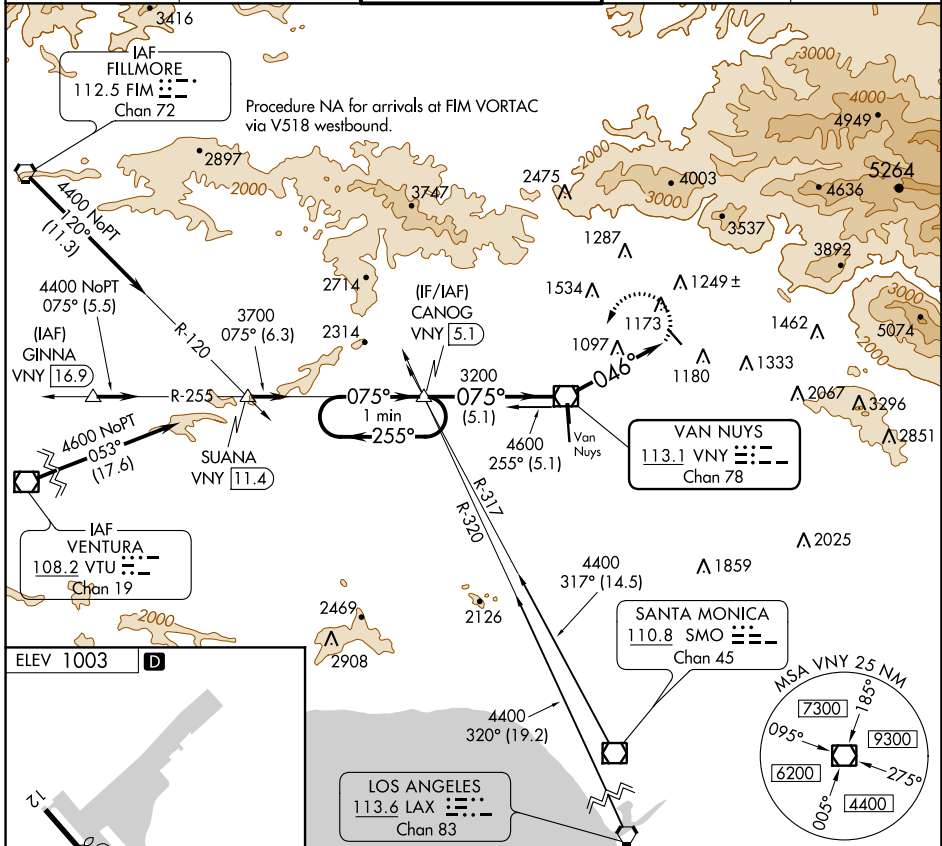 3416
IAF
FILLMORE
112.5 FIM
Chan 72
Procedure NA for arrivals at FIM VORTAC
via V518 westbound.
3000
4000
4949
2000
2897
2000
3747
2475
4003
3000
4636
5264
3537
3892
4400 NoPT
120°
(11.3)
1287
4400 NoPT
075° (5.5)
3700
075° (6.3)
2714
(IF/IAF)
CANOG
VNY 5.1
1534
1249 ±
1173
3000
5074
2000
(IAF)
GINNA
VNY 16.9
R-120
2314
1097
1462
046°
1180
1333
R-255
075°
1 min
255°
3200
075°
(5.1)
4600
255° (5.1)
Van
Nuys
2067
3296
2851
4600 NoPT
053°
(17.6)
SUANA
VNY 11.4
VAN NUYS
113.1 VNY
Chan 78
R-317
R-320
IAF
VENTURA
108.2 VTU
Chan 19
2025
1859
4400
317° (14.5)
2000
2469
2126
2908
SANTA MONICA
110.8 SMO
Chan 45
ELEV 1003 D
12
4400
320° (19.2)
LOS ANGELES
113.6 LAX
Chan 83
MSA VNY 25 NM
7300
185°
095°
9300
6200
275°
005°
4400